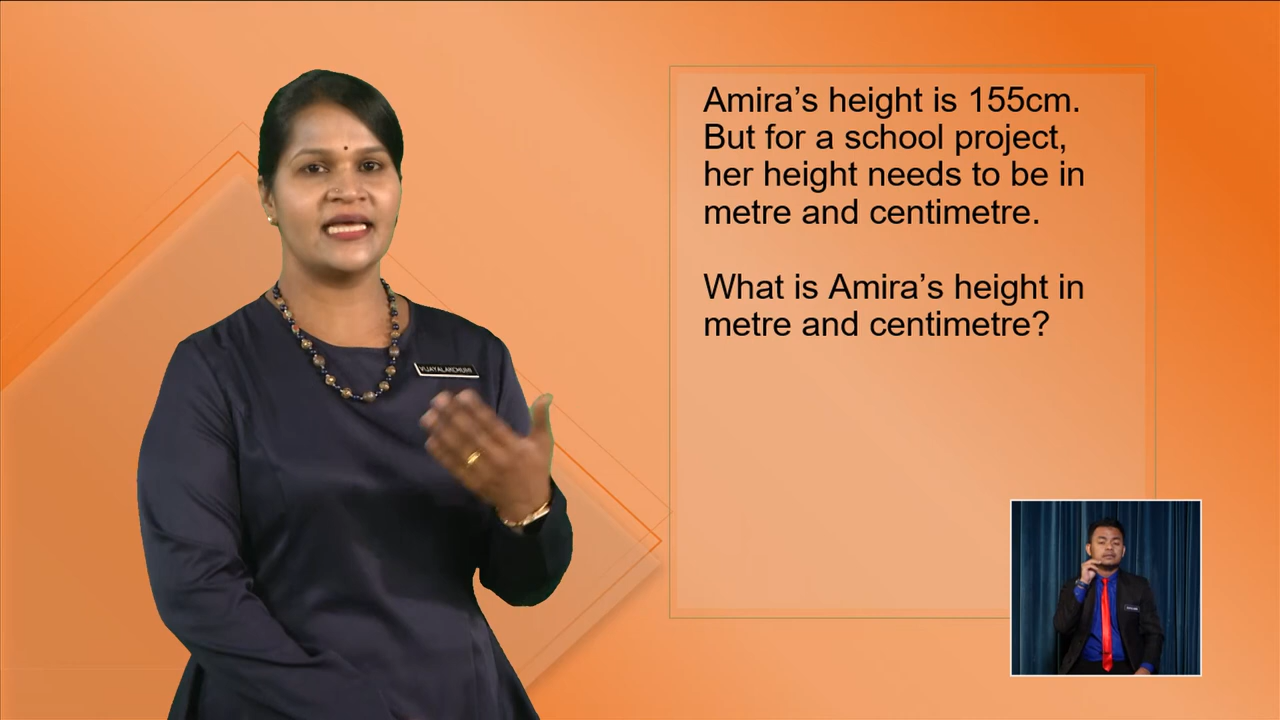 Amira's height is 155cm.
But for a school project,
her height needs to be in
metre and centimetre.
What is Amira's height in
metre and centimetre?
VIJAYALAKCHUMI